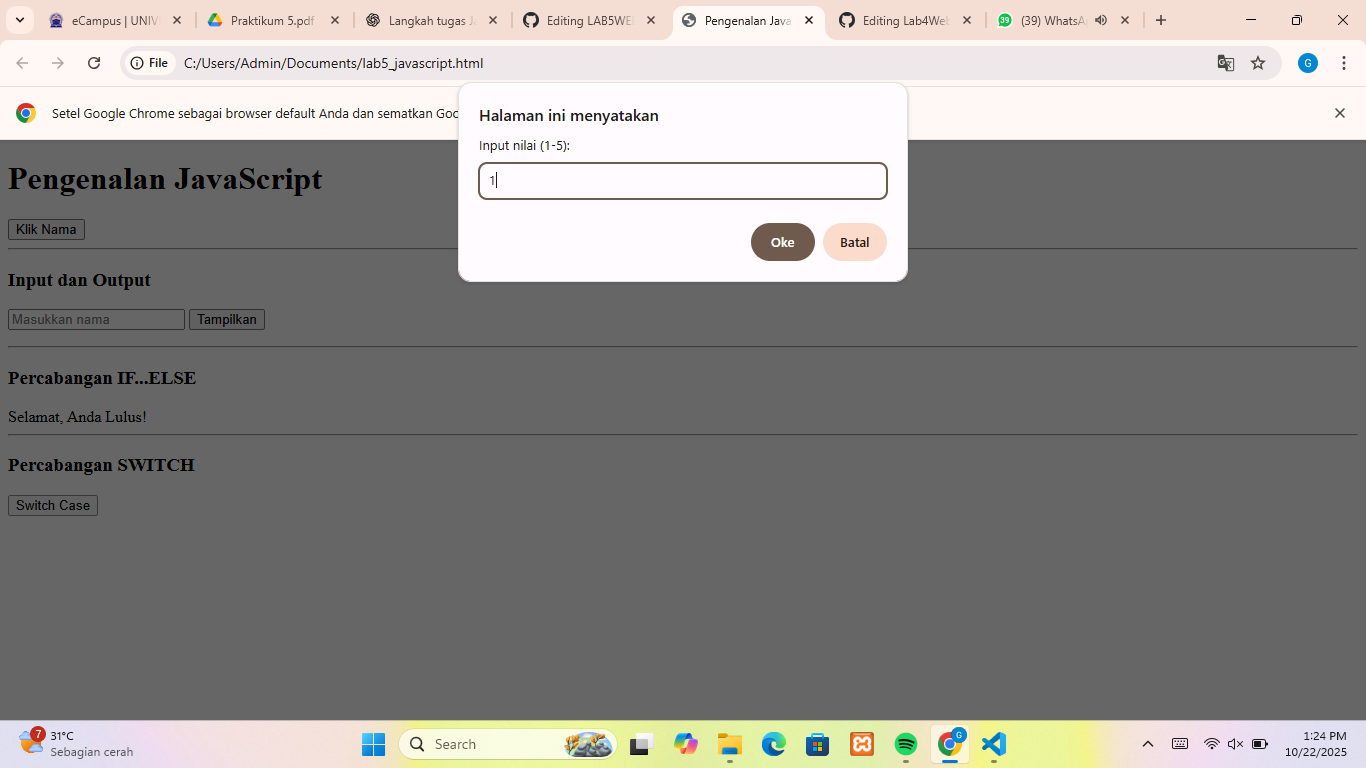 eCampus | UNIV
Praktikum 5.pdf
Langkah tugas Ja
Editing LAB5WEB
Pengenalan Java
Editing Lab4Web
39
(39) WhatsA
File
C:/Users/Admin/Documents/lab5_javascript.html
G
Setel Google Chrome sebagai browser default Anda dan sematkan Goo
Halaman ini menyatakan
Input nilai (1-5):
1
Oke
Batal
Pengenalan JavaScript
Klik Nama
Input dan Output
Masukkan nama
Tampilkan
Percabangan IF...ELSE
Selamat, Anda Lulus!
Percabangan SWITCH
Switch Case
7
31°C
Sebagian cerah
Search
G
1:24 PM
10/22/2025